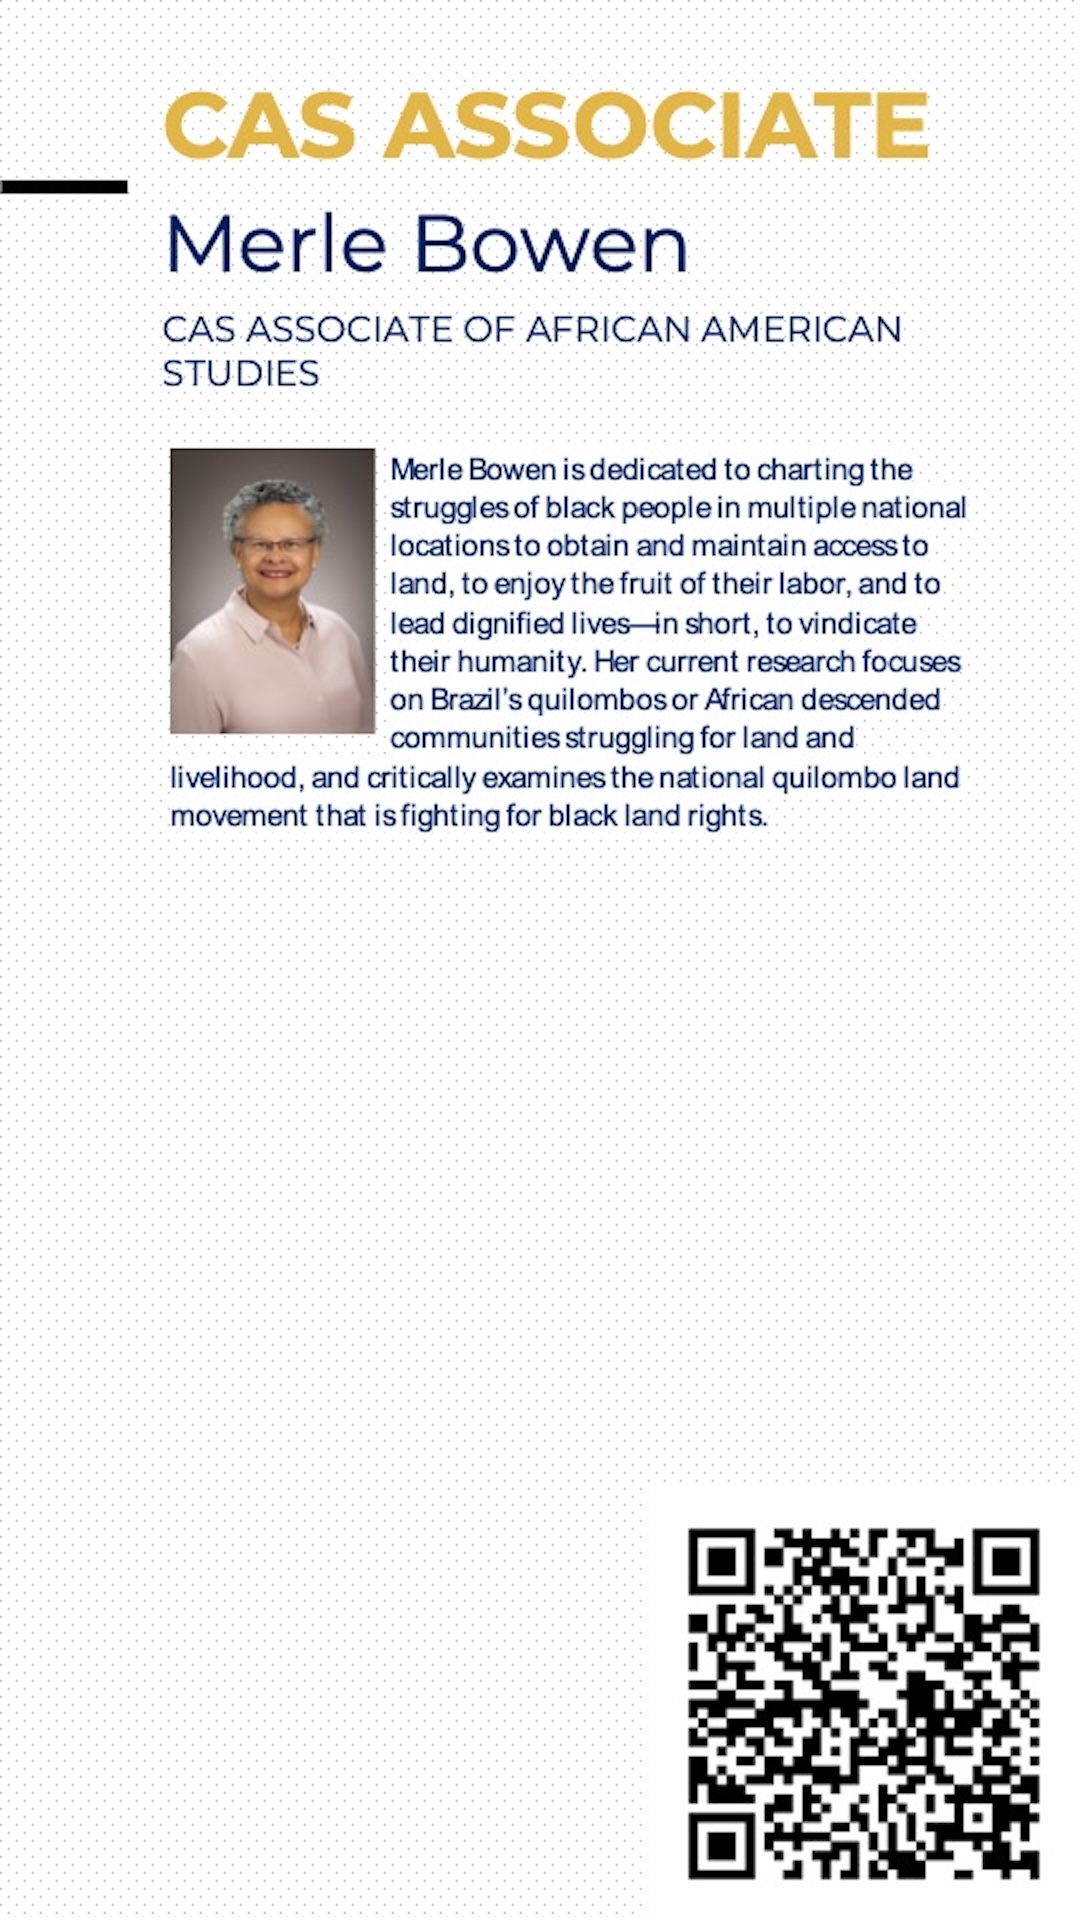 CAS ASSOCIATE
Merle Bowen
CAS ASSOCIATE OF AFRICAN AMERICAN
STUDIES
Merle Bowen is dedicated to charting the
struggles of black people in multiple national
locations to obtain and maintain access to
land, to enjoy the fruit of their labor, and to
lead dignified lives—in short, to vindicate
their humanity. Her current research focuses
on Brazil's quilombos or African descended
communities struggling for land and
livelihood, and critically examines the national quilombo land
movement that is fighting for black land rights.